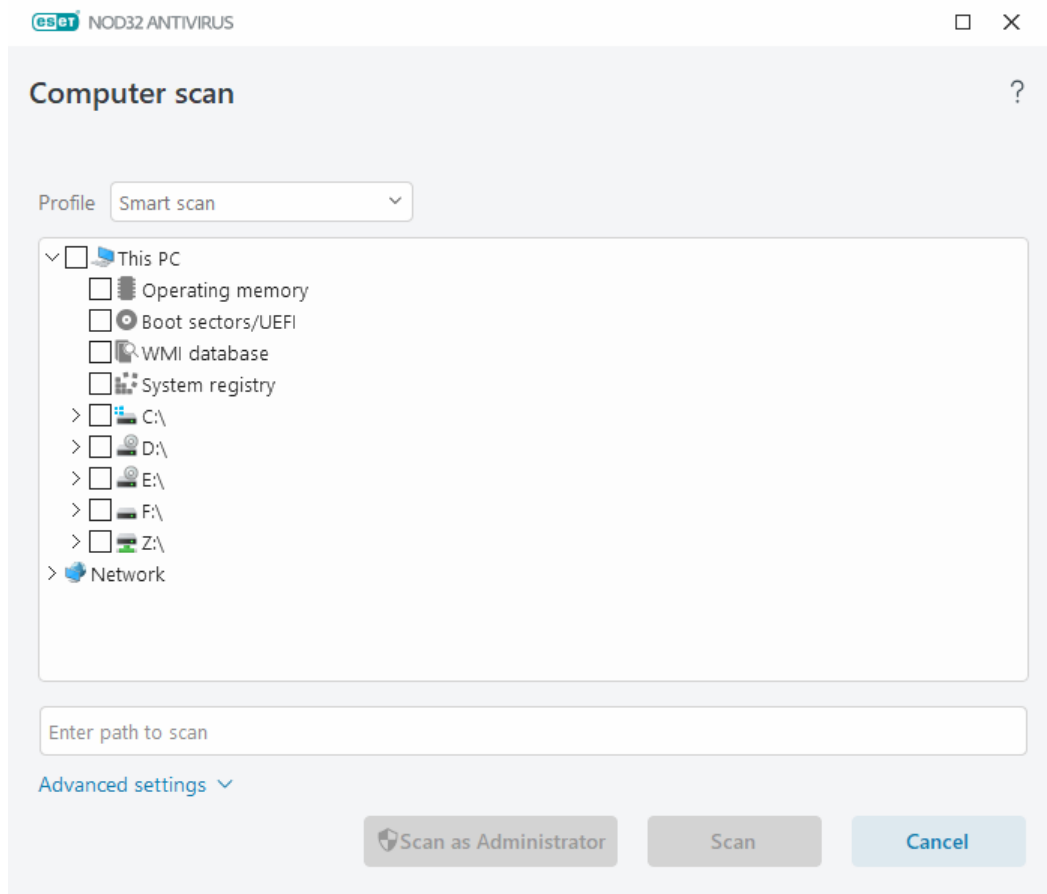 eset NOD32 ANTIVIRUS
Computer scan
?
Profile Smart scan
This PC
Operating memory
Boot sectors/UEFI
WMI database
System registry
C:\
D:\
E:\
F:\
Z:\
Network
Enter path to scan
Advanced settings
Scan as Administrator Scan Cancel